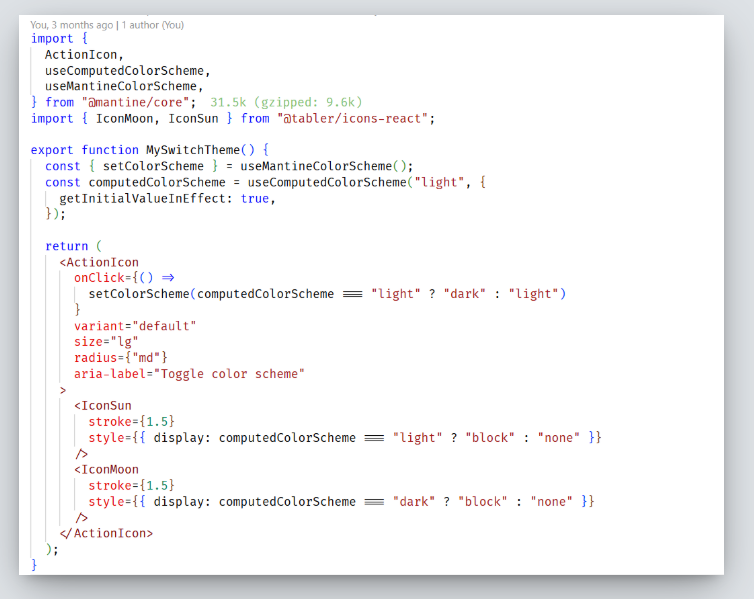 You, 3 months ago | 1 author (You)
import {
  ActionIcon,
  useComputedColorScheme,
  useMantineColorScheme,
} from "@mantine/core";  31.5k (gzipped: 9.6k)
import { IconMoon, IconSun } from "@tabler/icons-react";

export function MySwitchTheme() {
  const { setColorScheme } = useMantineColorScheme();
  const computedColorScheme = useComputedColorScheme("light", {
    getInitialValueInEffect: true,
  });

  return (
    <ActionIcon
      onClick={() =>
        setColorScheme(computedColorScheme === "light" ? "dark" : "light")
      }
      variant="default"
      size="lg"
      radius={"md"}
      aria-label="Toggle color scheme"
    >
      <IconSun
        stroke={1.5}
        style={{ display: computedColorScheme === "light" ? "block" : "none" }}
      />
      <IconMoon
        stroke={1.5}
        style={{ display: computedColorScheme === "dark" ? "block" : "none" }}
      />
    </ActionIcon>
  );
}